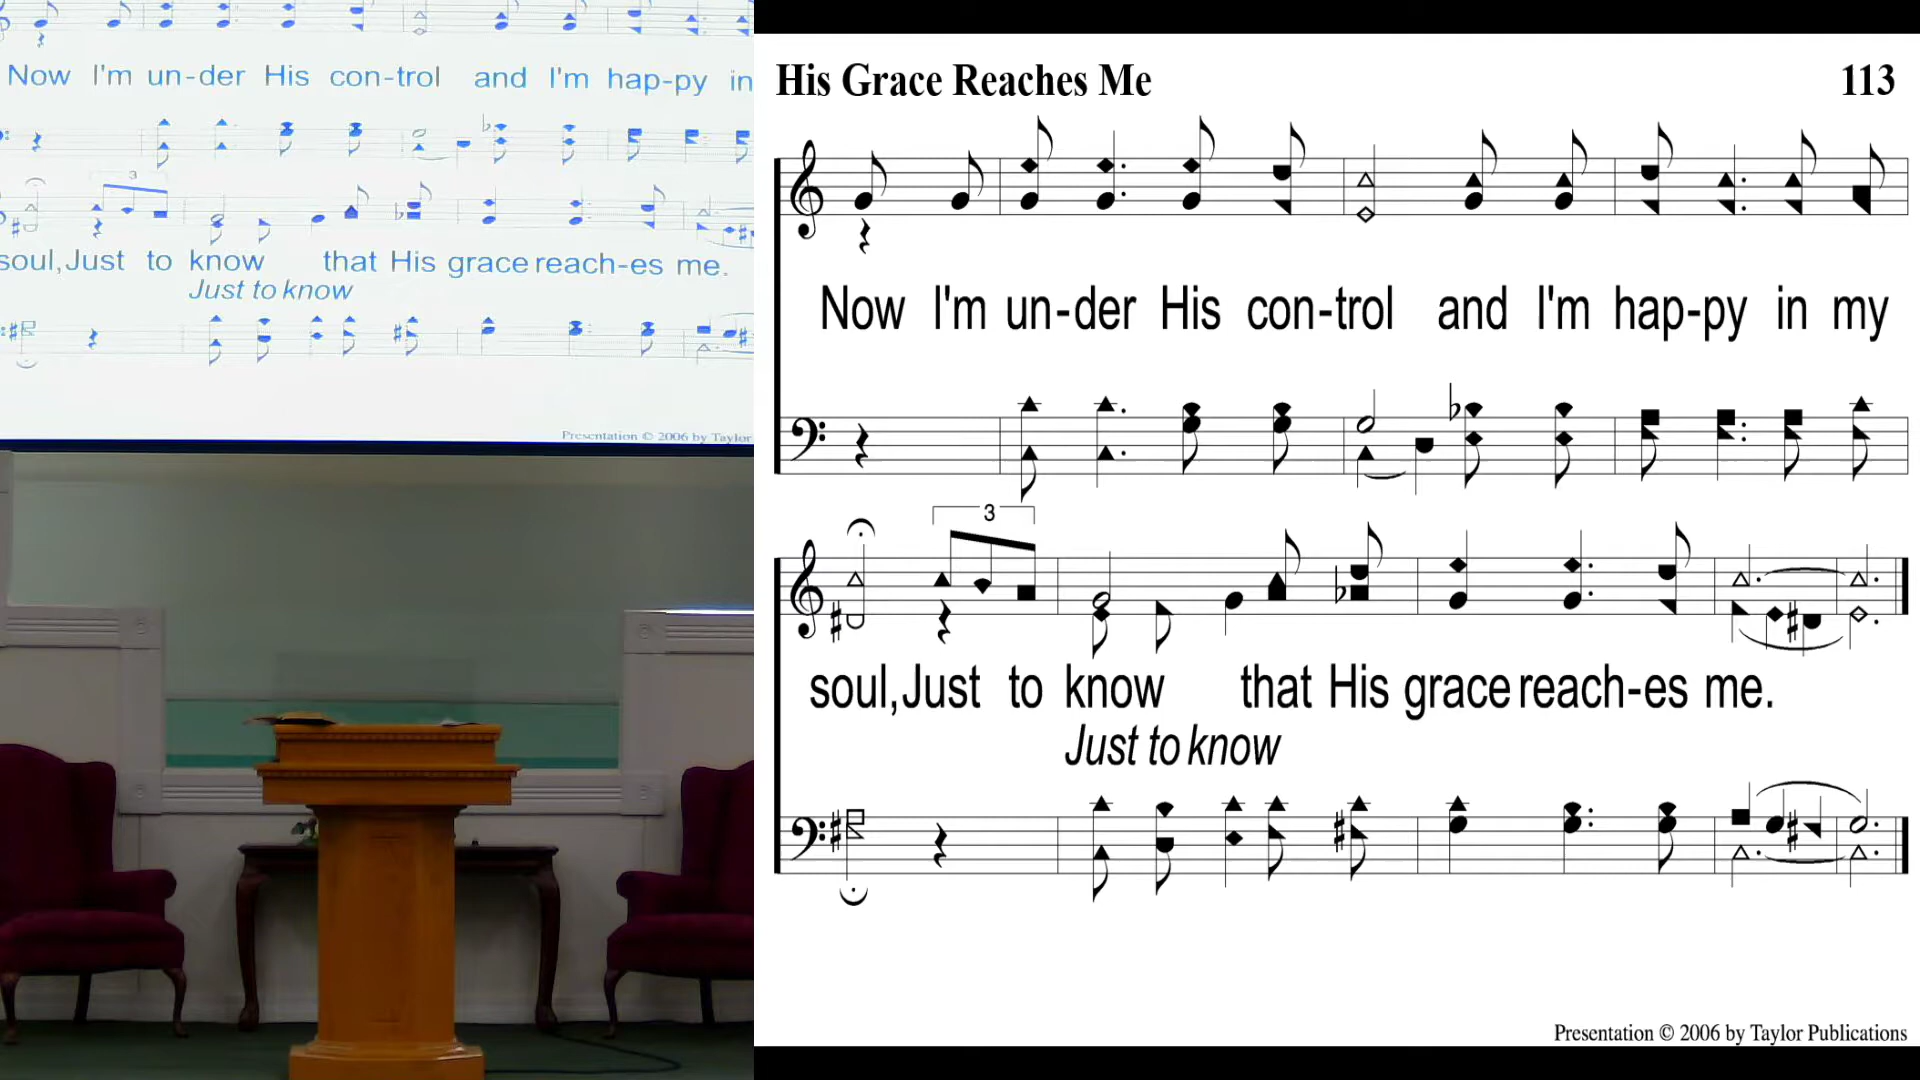 Now I'm un-der His con-trol and I'm hap-py in
3
soul,Just to know that His grace reach-es me.
Just to know
Presentation © 2006 by Taylor
His Grace Reaches Me 113
Now I'm un-der His con-trol and I'm hap-py in my
3
soul,Just to know that His grace reach-es me.
Just to know
Presentation © 2006 by Taylor Publications